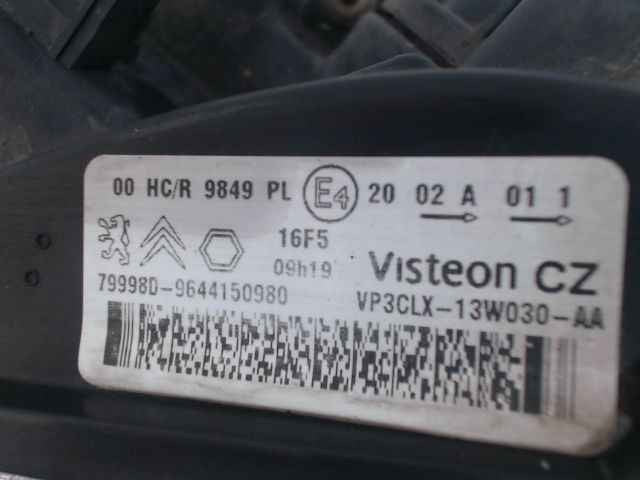 00 HC/R 9849 PL E4 20 02 A 01 1
16F5
09h19
Visteon CZ
79998D-9644150980
VP3CLX-13W030-AA